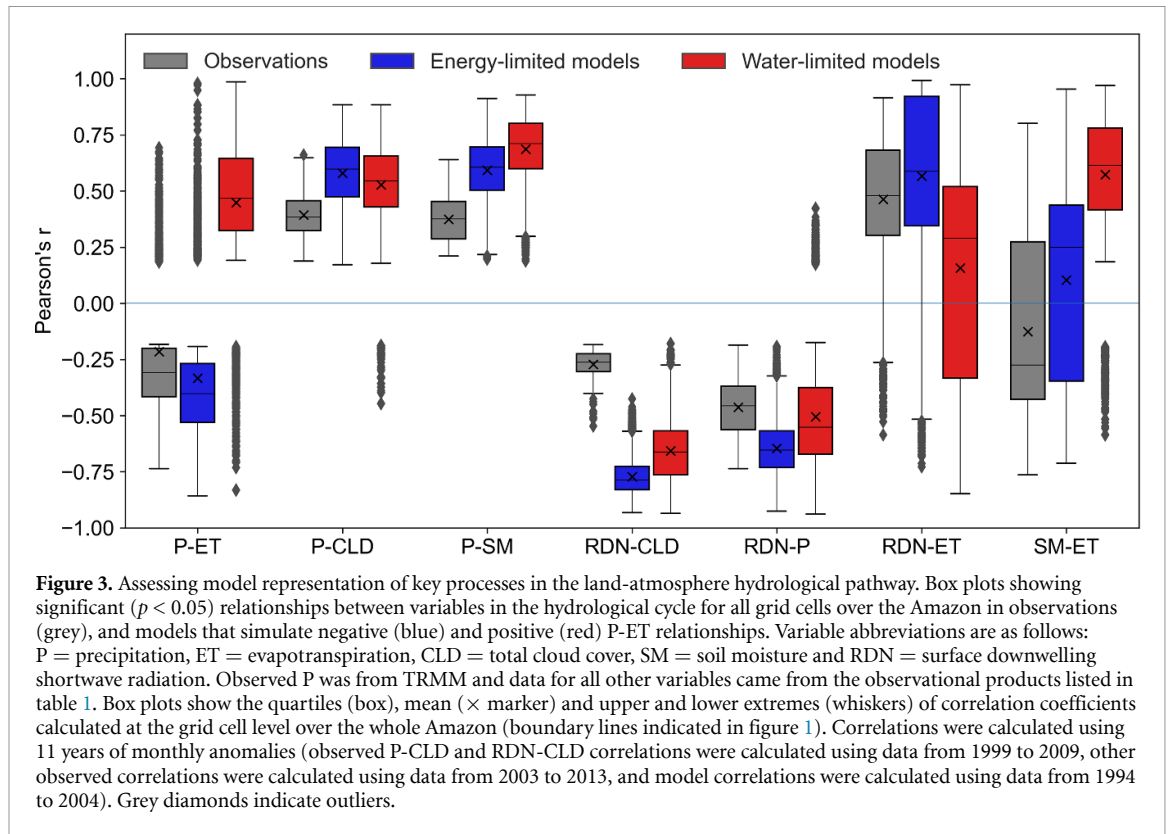 Observations Energy-limited models Water-limited models
1.00
0.75
0.50
0.25
0.00
−0.25
−0.50
−0.75
−1.00
Pearson's r
P-ET P-CLD P-SM RDN-CLD RDN-P RDN-ET SM-ET
Figure 3. Assessing model representation of key processes in the land-atmosphere hydrological pathway. Box plots showing
significant (p < 0.05) relationships between variables in the hydrological cycle for all grid cells over the Amazon in observations
(grey), and models that simulate negative (blue) and positive (red) P-ET relationships. Variable abbreviations are as follows:
P = precipitation, ET = evapotranspiration, CLD = total cloud cover, SM = soil moisture and RDN = surface downwelling
shortwave radiation. Observed P was from TRMM and data for all other variables came from the observational products listed in
table 1. Box plots show the quartiles (box), mean (× marker) and upper and lower extremes (whiskers) of correlation coefficients
calculated at the grid cell level over the whole Amazon (boundary lines indicated in figure 1). Correlations were calculated using
11 years of monthly anomalies (observed P-CLD and RDN-CLD correlations were calculated using data from 1999 to 2009, other
observed correlations were calculated using data from 2003 to 2013, and model correlations were calculated using data from 1994
to 2004). Grey diamonds indicate outliers.